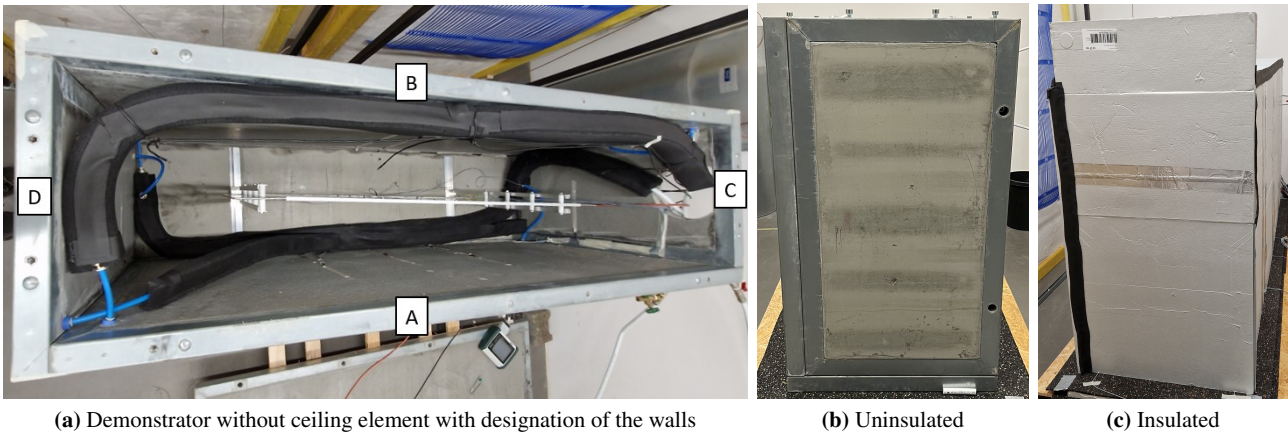 B
D
C
A
(a) Demonstrator without ceiling element with designation of the walls
(b) Uninsulated
(c) Insulated